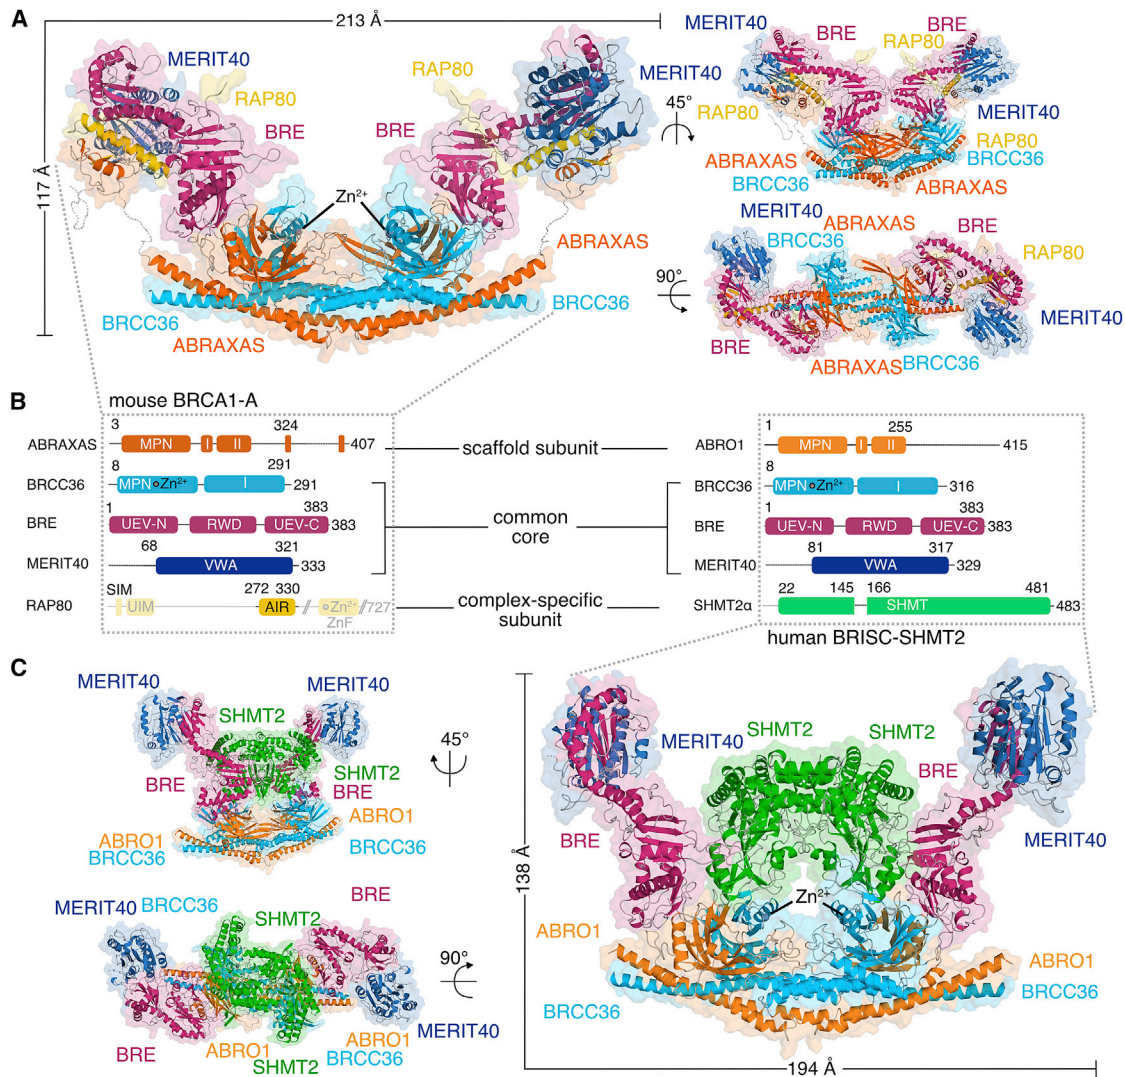 A
213 Å
117 Å
MERIT40
RAP80
BRE
RAP80
BRE
MERIT40
Zn²⁺
ABRAXAS
BRCC36
BRCC36
ABRAXAS
45°
MERIT40
BRE
RAP80
BRE
RAP80
MERIT40
RAP80
BRCC36
ABRAXAS
BRCC36
ABRAXAS
90°
MERIT40
ABRAXAS
BRCC36
BRE
RAP80
MERIT40
BRE
ABRAXAS
BRCC36
B
mouse BRCA1-A
3
324
ABRAXAS
MPN
I
II
407
8
291
BRCC36
MPN
Zn²⁺
I
291
1
383
BRE
UEV-N
RWD
UEV-C
383
68
321
MERIT40
VWA
333
SIM
272
330
RAP80
UIM
AIR
//
Zn²⁺
//727
ZnF
scaffold subunit
common
core
complex-specific
subunit
1
255
ABRO1
MPN
I
II
415
8
BRCC36
MPN
Zn²⁺
I
316
1
383
BRE
UEV-N
RWD
UEV-C
383
81
317
MERIT40
VWA
329
22
145
166
481
SHMT2α
SHMT
483
human BRISC-SHMT2
C
MERIT40
MERIT40
SHMT2
SHMT2
BRE
BRE
ABRO1
ABRO1
BRCC36
BRCC36
45°
MERIT40
BRCC36
SHMT2
BRE
90°
BRE
ABRO1
SHMT2
ABRO1
BRCC36
MERIT40
138 Å
194 Å
MERIT40
SHMT2
SHMT2
BRE
BRE
MERIT40
Zn²⁺
ABRO1
ABRO1
BRCC36
BRCC36